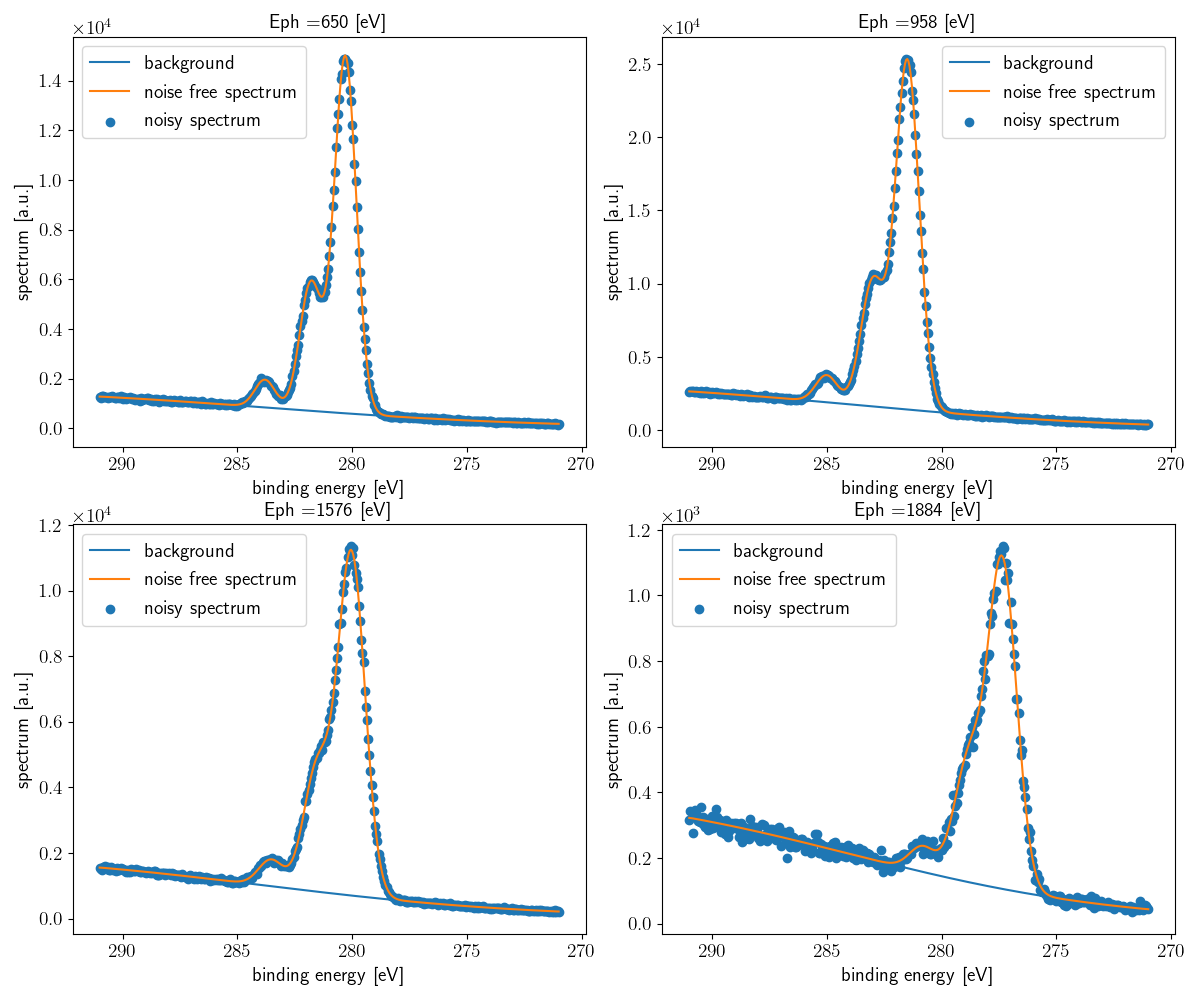 ×10⁴
Eph =650 [eV]
background
noise free spectrum
noisy spectrum
1.4
1.2
1.0
0.8
0.6
0.4
0.2
0.0
spectrum [a.u.]
290
285
280
275
270
binding energy [eV]
×10⁴
Eph =958 [eV]
background
noise free spectrum
noisy spectrum
2.5
2.0
1.5
1.0
0.5
0.0
spectrum [a.u.]
290
285
280
275
270
binding energy [eV]
×10⁴
Eph =1576 [eV]
background
noise free spectrum
noisy spectrum
1.2
1.0
0.8
0.6
0.4
0.2
0.0
spectrum [a.u.]
290
285
280
275
270
binding energy [eV]
×10³
Eph =1884 [eV]
background
noise free spectrum
noisy spectrum
1.2
1.0
0.8
0.6
0.4
0.2
0.0
spectrum [a.u.]
290
285
280
275
270
binding energy [eV]